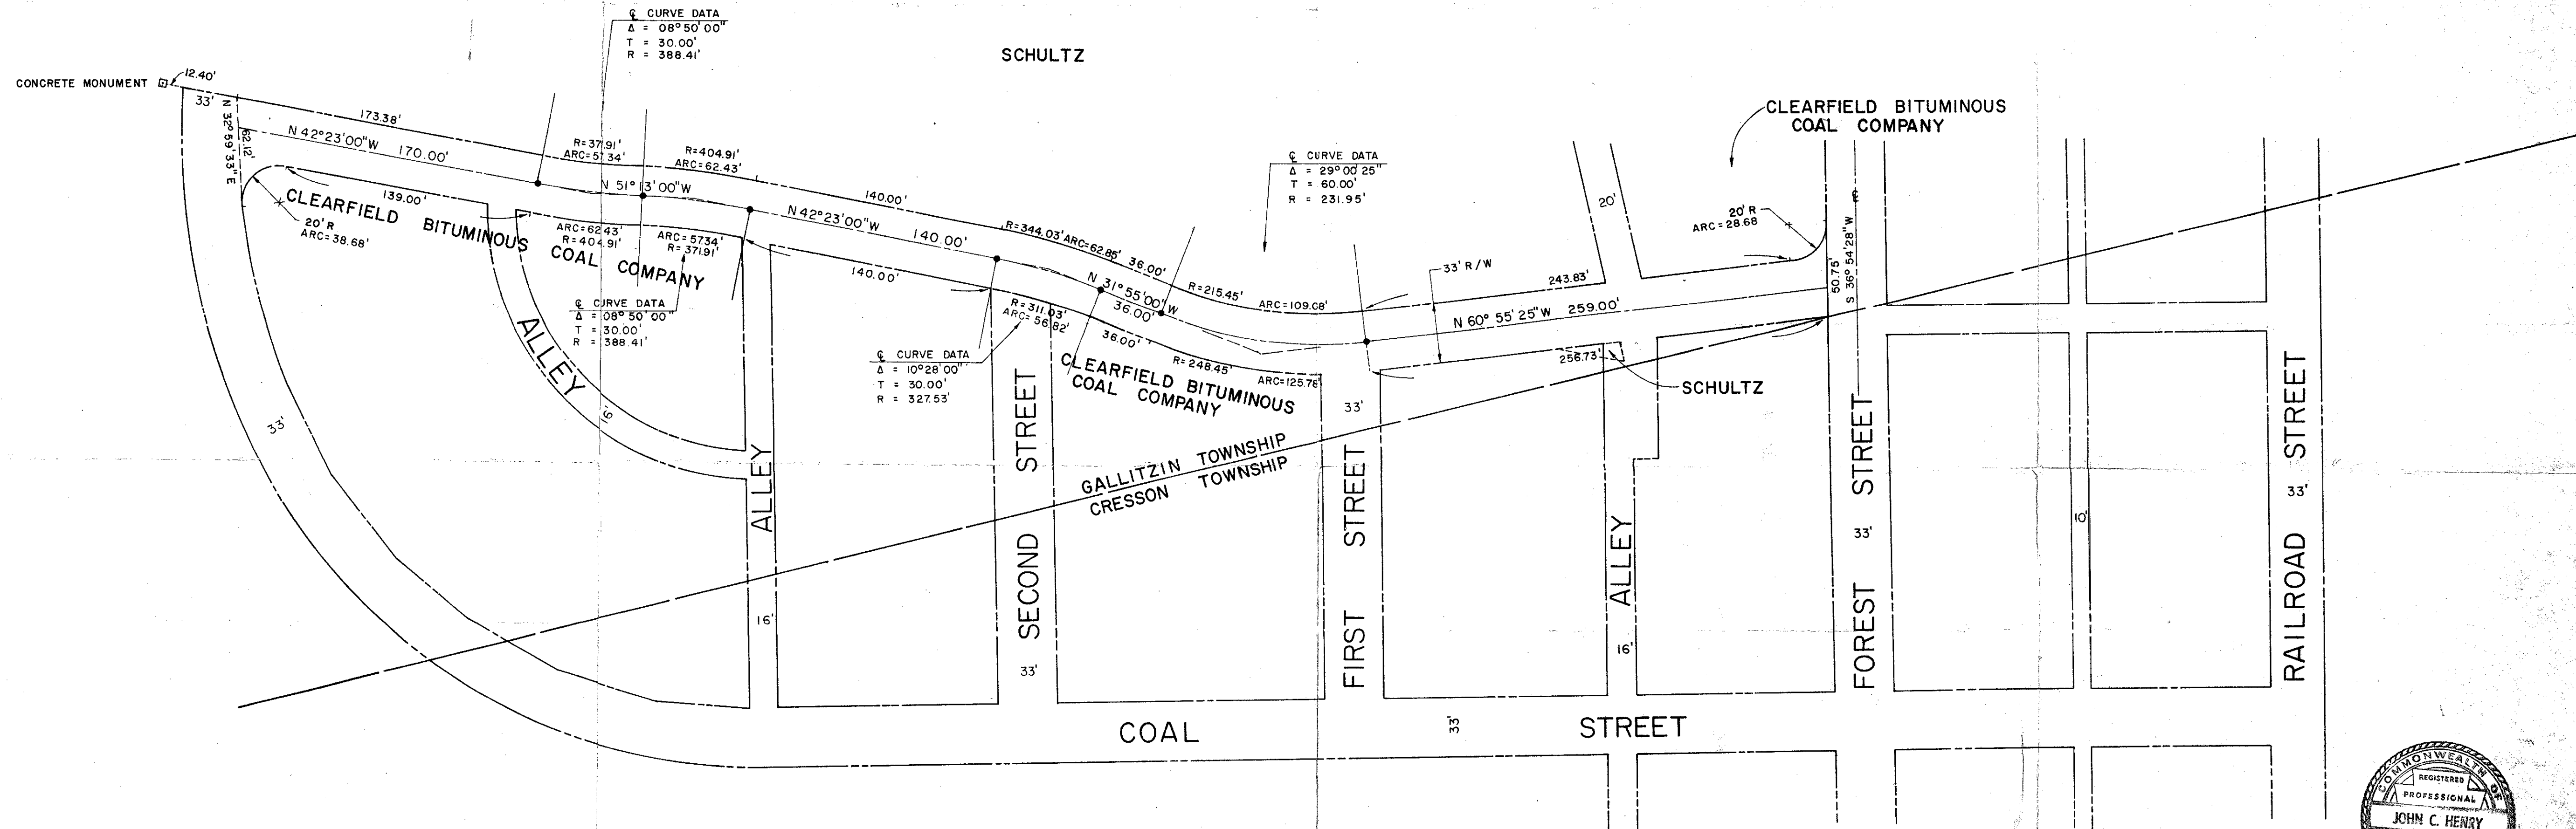 ℄ CURVE DATA
Δ = 08° 50' 00"
T = 30.00'
R = 388.41'
SCHULTZ
CONCRETE MONUMENT
12.40'
33'
N 32° 59' 33" E
62.12'
173.38'
N 42° 23' 00" W 170.00'
R=37.91'
ARC=57.34'
R=404.91'
ARC=62.43'
N 51° 13' 00" W
139.00'
CLEARFIELD BITUMINOUS
COAL COMPANY
20' R
ARC=38.68'
ARC=62.43'
R=404.91'
ARC=57.34'
R=371.91'
℄ CURVE DATA
Δ = 08° 50' 00"
T = 30.00'
R = 388.41'
ALLEY
16'
33'
140.00'
N 42° 23' 00" W 140.00'
140.00'
R=344.03' ARC=62.85'
36.00'
N 31° 55' 00" W
36.00'
R=311.03'
ARC=56.82'
36.00'
℄ CURVE DATA
Δ = 10° 28' 00"
T = 30.00'
R = 327.53'
℄ CURVE DATA
Δ = 29° 00' 25"
T = 60.00'
R = 231.95'
R=215.45'
ARC=109.08'
R=248.45'
ARC=125.78'
CLEARFIELD BITUMINOUS
COAL COMPANY
33' R/W
243.83'
N 60° 55' 25" W 259.00'
256.73'
SCHULTZ
20'
CLEARFIELD BITUMINOUS
COAL COMPANY
20' R
ARC=28.68
50.75'
S 36° 54' 28" W
℄
GALLITZIN TOWNSHIP
CRESSON TOWNSHIP
ALLEY
16'
SECOND STREET
33'
33'
FIRST STREET
ALLEY
16'
FOREST STREET
33'
10'
RAILROAD STREET
33'
COAL STREET
33'
COMMONWEALTH OF
REGISTERED
PROFESSIONAL
JOHN C. HENRY